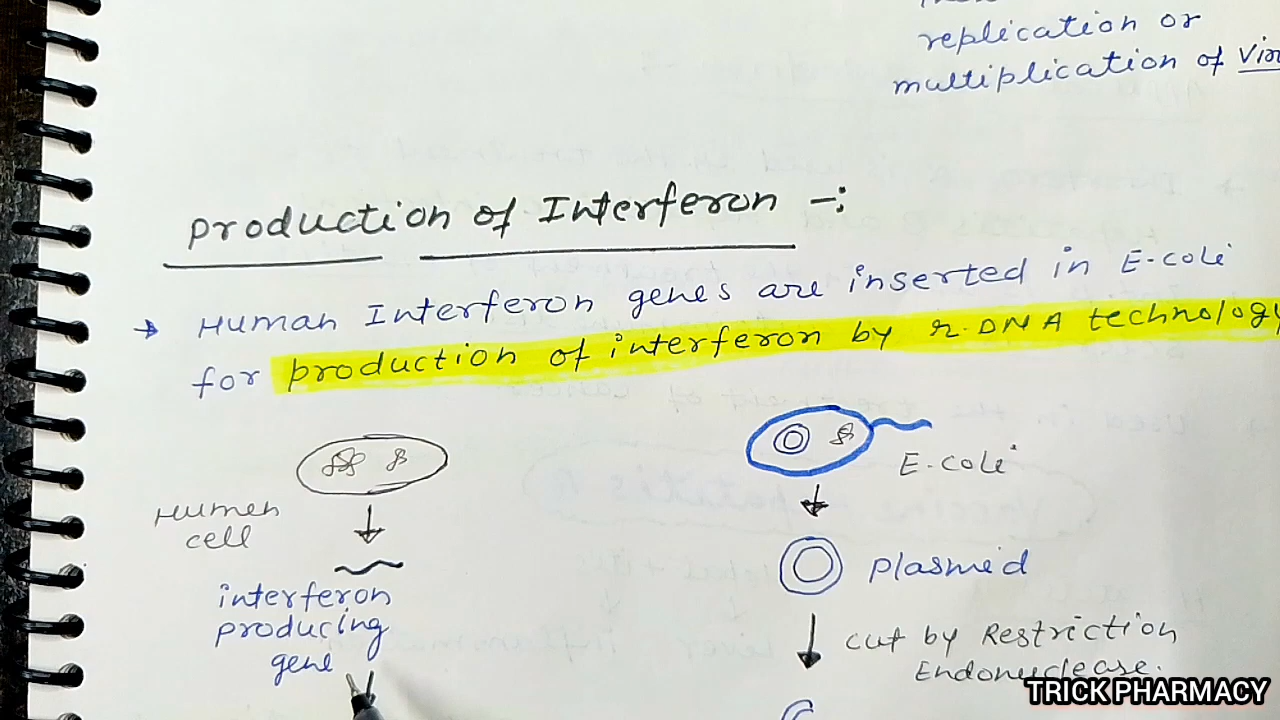 replication or
multiplication of
Production of Interferon -:
→ Human Interferon genes are inserted in E-coli
for production of interferon by r.DNA technology
E-coli
Human
cell
Plasmid
interferon
producing
gene
cut by Restriction
Endonuclease.
TRICK PHARMACY